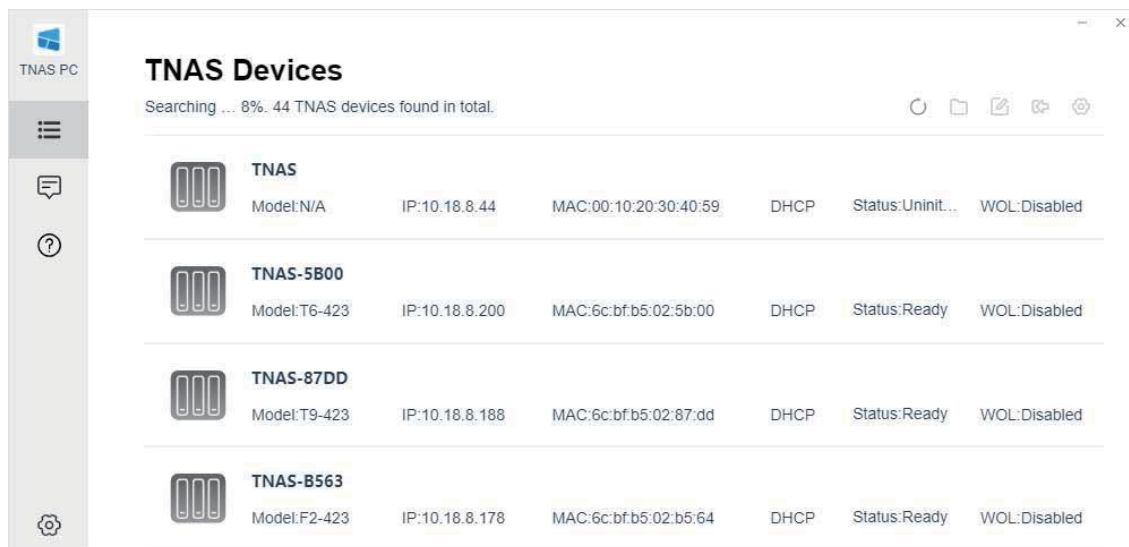 TNAS PC
TNAS Devices
Searching ... 8%. 44 TNAS devices found in total.
TNAS
Model:N/A IP:10.18.8.44 MAC:00:10:20:30:40:59 DHCP Status:Uninit... WOL:Disabled
TNAS-5B00
Model:T6-423 IP:10.18.8.200 MAC:6c:bf:b5:02:5b:00 DHCP Status:Ready WOL:Disabled
TNAS-87DD
Model:T9-423 IP:10.18.8.188 MAC:6c:bf:b5:02:87:dd DHCP Status:Ready WOL:Disabled
TNAS-B563
Model:F2-423 IP:10.18.8.178 MAC:6c:bf:b5:02:b5:64 DHCP Status:Ready WOL:Disabled